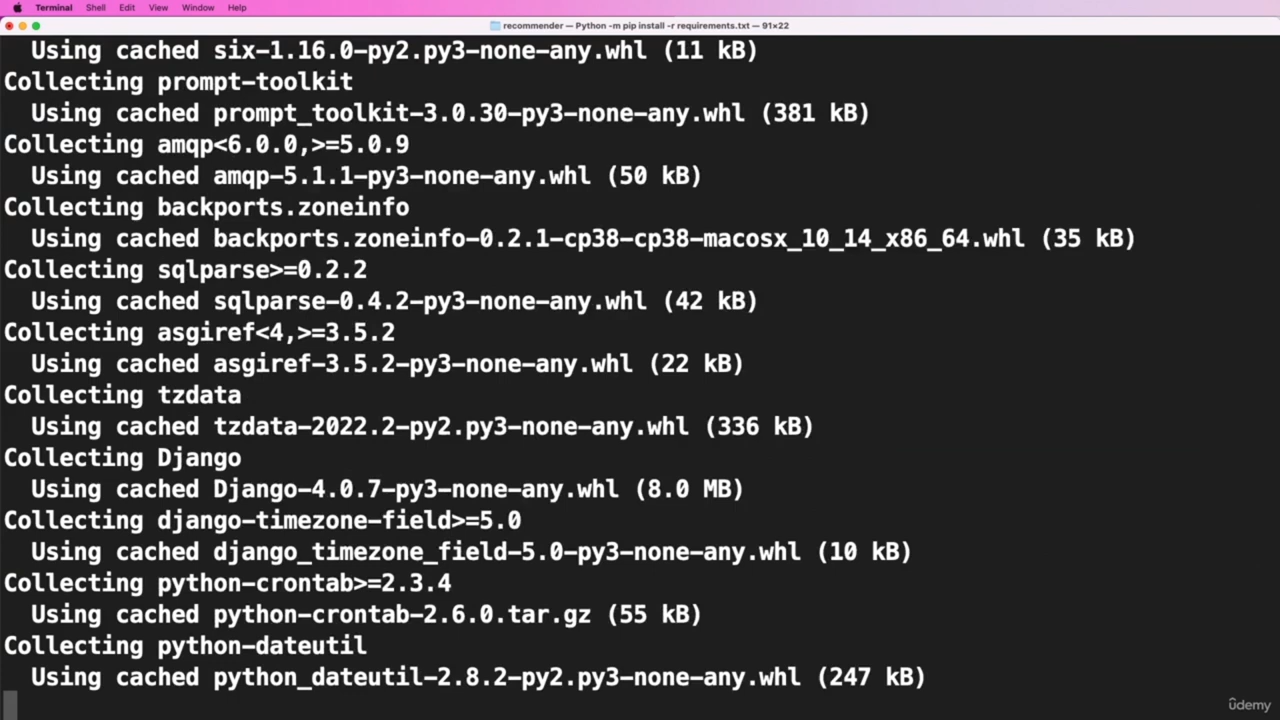 Terminal Shell Edit View Window Help
recommender — Python -m pip install -r requirements.txt — 91×22
Using cached six-1.16.0-py2.py3-none-any.whl (11 kB)
Collecting prompt-toolkit
Using cached prompt_toolkit-3.0.30-py3-none-any.whl (381 kB)
Collecting amqp<6.0.0,>=5.0.9
Using cached amqp-5.1.1-py3-none-any.whl (50 kB)
Collecting backports.zoneinfo
Using cached backports.zoneinfo-0.2.1-cp38-cp38-macosx_10_14_x86_64.whl (35 kB)
Collecting sqlparse>=0.2.2
Using cached sqlparse-0.4.2-py3-none-any.whl (42 kB)
Collecting asgiref<4,>=3.5.2
Using cached asgiref-3.5.2-py3-none-any.whl (22 kB)
Collecting tzdata
Using cached tzdata-2022.2-py2.py3-none-any.whl (336 kB)
Collecting Django
Using cached Django-4.0.7-py3-none-any.whl (8.0 MB)
Collecting django-timezone-field>=5.0
Using cached django_timezone_field-5.0-py3-none-any.whl (10 kB)
Collecting python-crontab>=2.3.4
Using cached python-crontab-2.6.0.tar.gz (55 kB)
Collecting python-dateutil
Using cached python_dateutil-2.8.2-py2.py3-none-any.whl (247 kB)
ûdemy